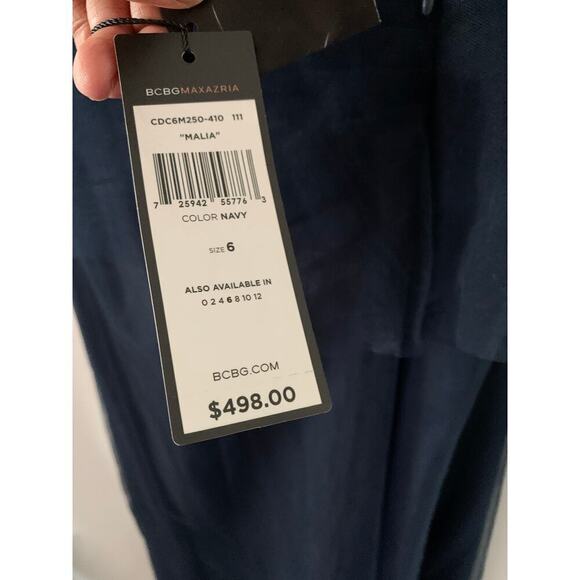 BCBGMAXAZRIA
CDC6M250-410 111
"MALIA"
7 25942 55776 3
COLOR NAVY
SIZE 6
ALSO AVAILABLE IN
0 2 4 6 8 10 12
BCBG.COM
$498.00